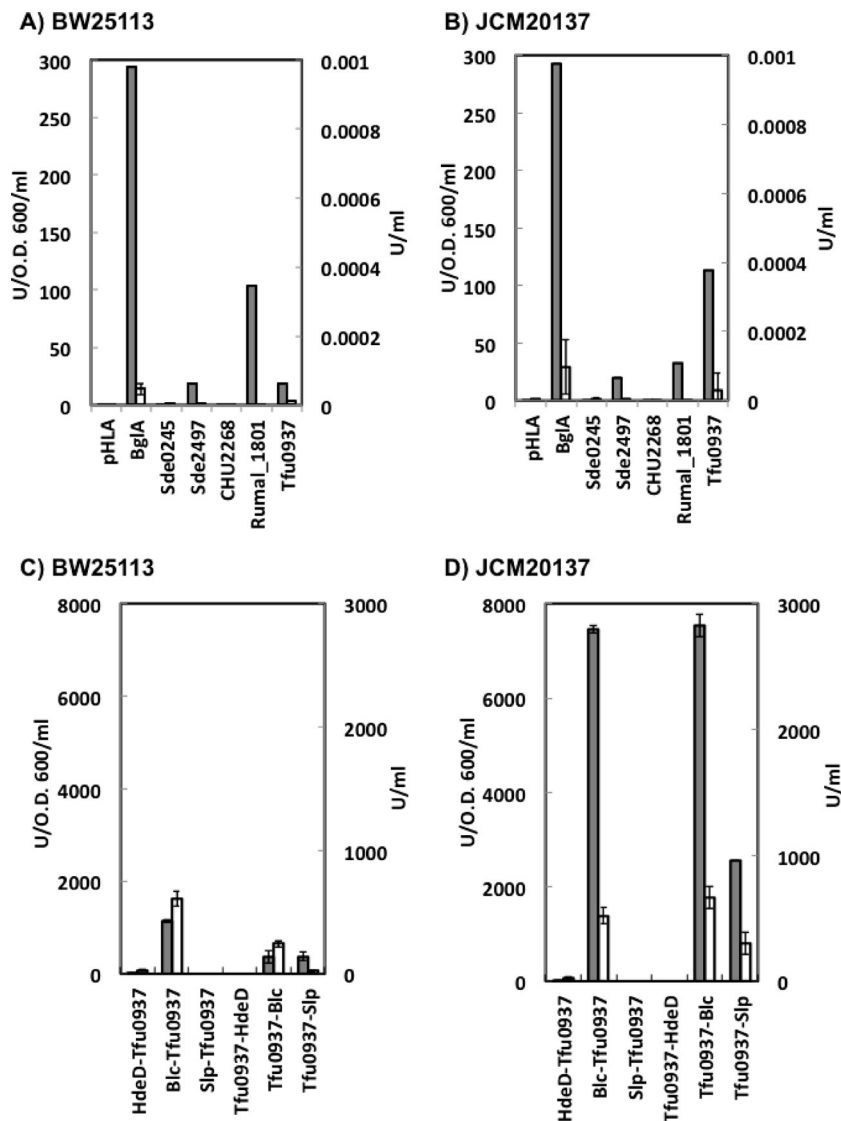 A) BW25113
U/O.D. 600/ml
300
250
200
150
100
50
0
0.001
0.0008
0.0006
0.0004
0.0002
0
U/ml
pHLA
BglA
Sde0245
Sde2497
CHU2268
Rumal_1801
Tfu0937
B) JCM20137
U/O.D. 600/ml
300
250
200
150
100
50
0
0.001
0.0008
0.0006
0.0004
0.0002
0
U/ml
pHLA
BglA
Sde0245
Sde2497
CHU2268
Rumal_1801
Tfu0937
C) BW25113
U/O.D. 600/ml
8000
6000
4000
2000
0
3000
2000
1000
0
U/ml
HdeD-Tfu0937
Blc-Tfu0937
Slp-Tfu0937
Tfu0937-HdeD
Tfu0937-Blc
Tfu0937-Slp
D) JCM20137
U/O.D. 600/ml
8000
6000
4000
2000
0
3000
2000
1000
0
U/ml
HdeD-Tfu0937
Blc-Tfu0937
Slp-Tfu0937
Tfu0937-HdeD
Tfu0937-Blc
Tfu0937-Slp